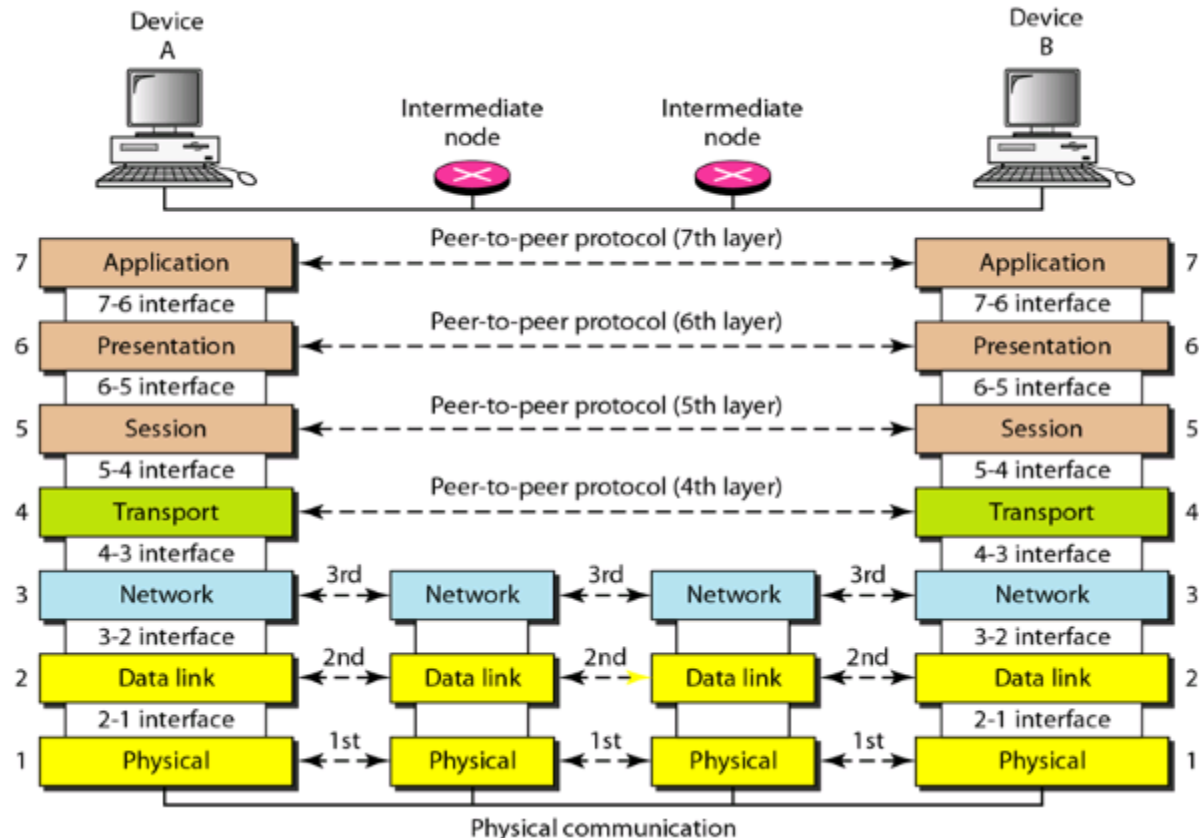 Device
A
Device
B
Intermediate
node
Intermediate
node
Peer-to-peer protocol (7th layer)
7 Application Application 7
7-6 interface 7-6 interface
Peer-to-peer protocol (6th layer)
6 Presentation Presentation 6
6-5 interface 6-5 interface
Peer-to-peer protocol (5th layer)
5 Session Session 5
5-4 interface 5-4 interface
Peer-to-peer protocol (4th layer)
4 Transport Transport 4
4-3 interface 4-3 interface
3rd 3rd 3rd
3 Network Network Network Network 3
3-2 interface 3-2 interface
2nd 2nd 2nd
2 Data link Data link Data link Data link 2
2-1 interface 2-1 interface
1st 1st 1st
1 Physical Physical Physical Physical 1
Physical communication